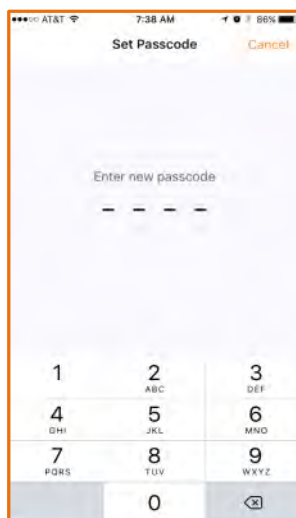 AT&T 7:38 AM 86%
Set Passcode Cancel
Enter new passcode
1 2 3
ABC DEF
4 5 6
GHI JKL MNO
7 8 9
PQRS TUV WXYZ
0